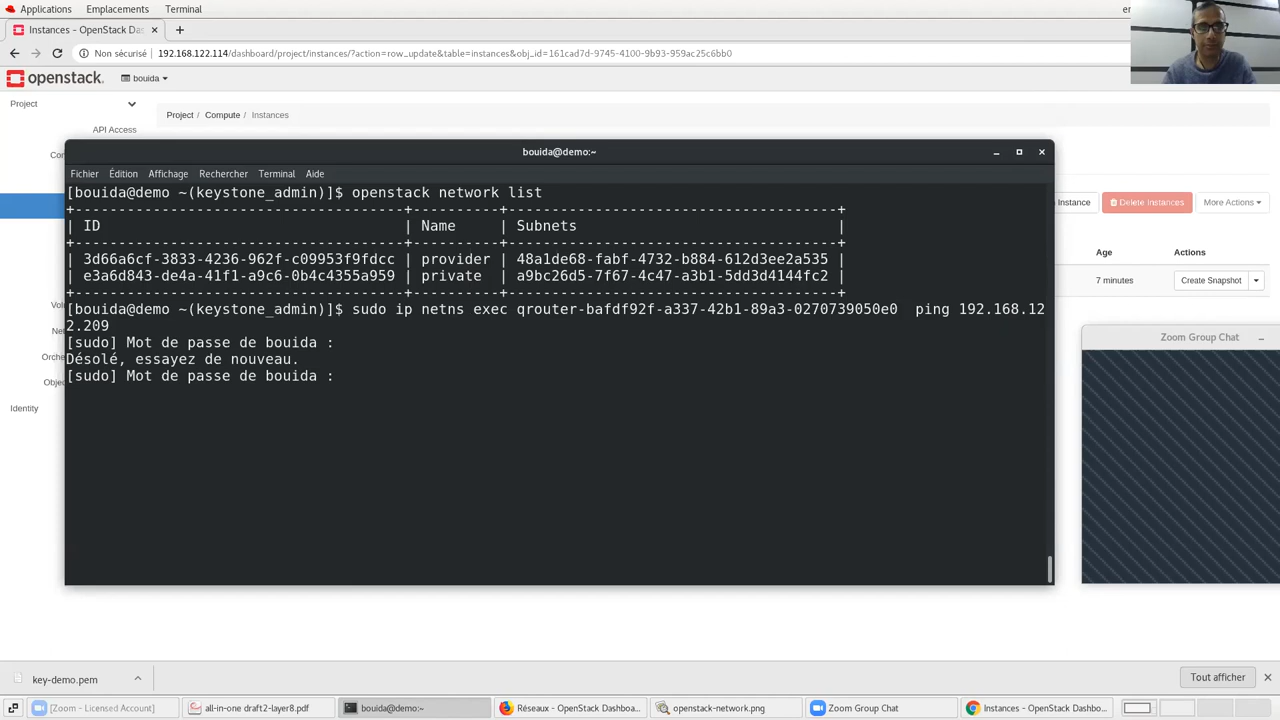 Applications Emplacements Terminal
Instances - OpenStack Das
Non sécurisé 192.168.122.114/dashboard/project/instances/?action=row_update&table=instances&obj_id=161cad7d-9745-4100-9b93-959ac25c6bb0
openstack. bouida
Project
Project / Compute / Instances
API Access
bouida@demo:~
Fichier Édition Affichage Rechercher Terminal Aide
[bouida@demo ~(keystone_admin)]$ openstack network list
+--------------------------------------+----------+--------------------------------------+
| ID | Name | Subnets |
+--------------------------------------+----------+--------------------------------------+
| 3d66a6cf-3833-4236-962f-c09953f9fdcc | provider | 48a1de68-fabf-4732-b884-612d3ee2a535 |
| e3a6d843-de4a-41f1-a9c6-0b4c4355a959 | private | a9bc26d5-7f67-4c47-a3b1-5dd3d4144fc2 |
+--------------------------------------+----------+--------------------------------------+
[bouida@demo ~(keystone_admin)]$ sudo ip netns exec qrouter-bafdf92f-a337-42b1-89a3-0270739050e0 ping 192.168.12
2.209
[sudo] Mot de passe de bouida :
Désolé, essayez de nouveau.
[sudo] Mot de passe de bouida :
Instance Delete Instances More Actions
Age Actions
7 minutes Create Snapshot
Zoom Group Chat
Identity
key-demo.pem
Tout afficher
[Zoom - Licensed Account] all-in-one draft2-layer8.pdf bouida@demo:~ Réseaux - OpenStack Dashboa... openstack-network.png Zoom Group Chat Instances - OpenStack Dashbo...